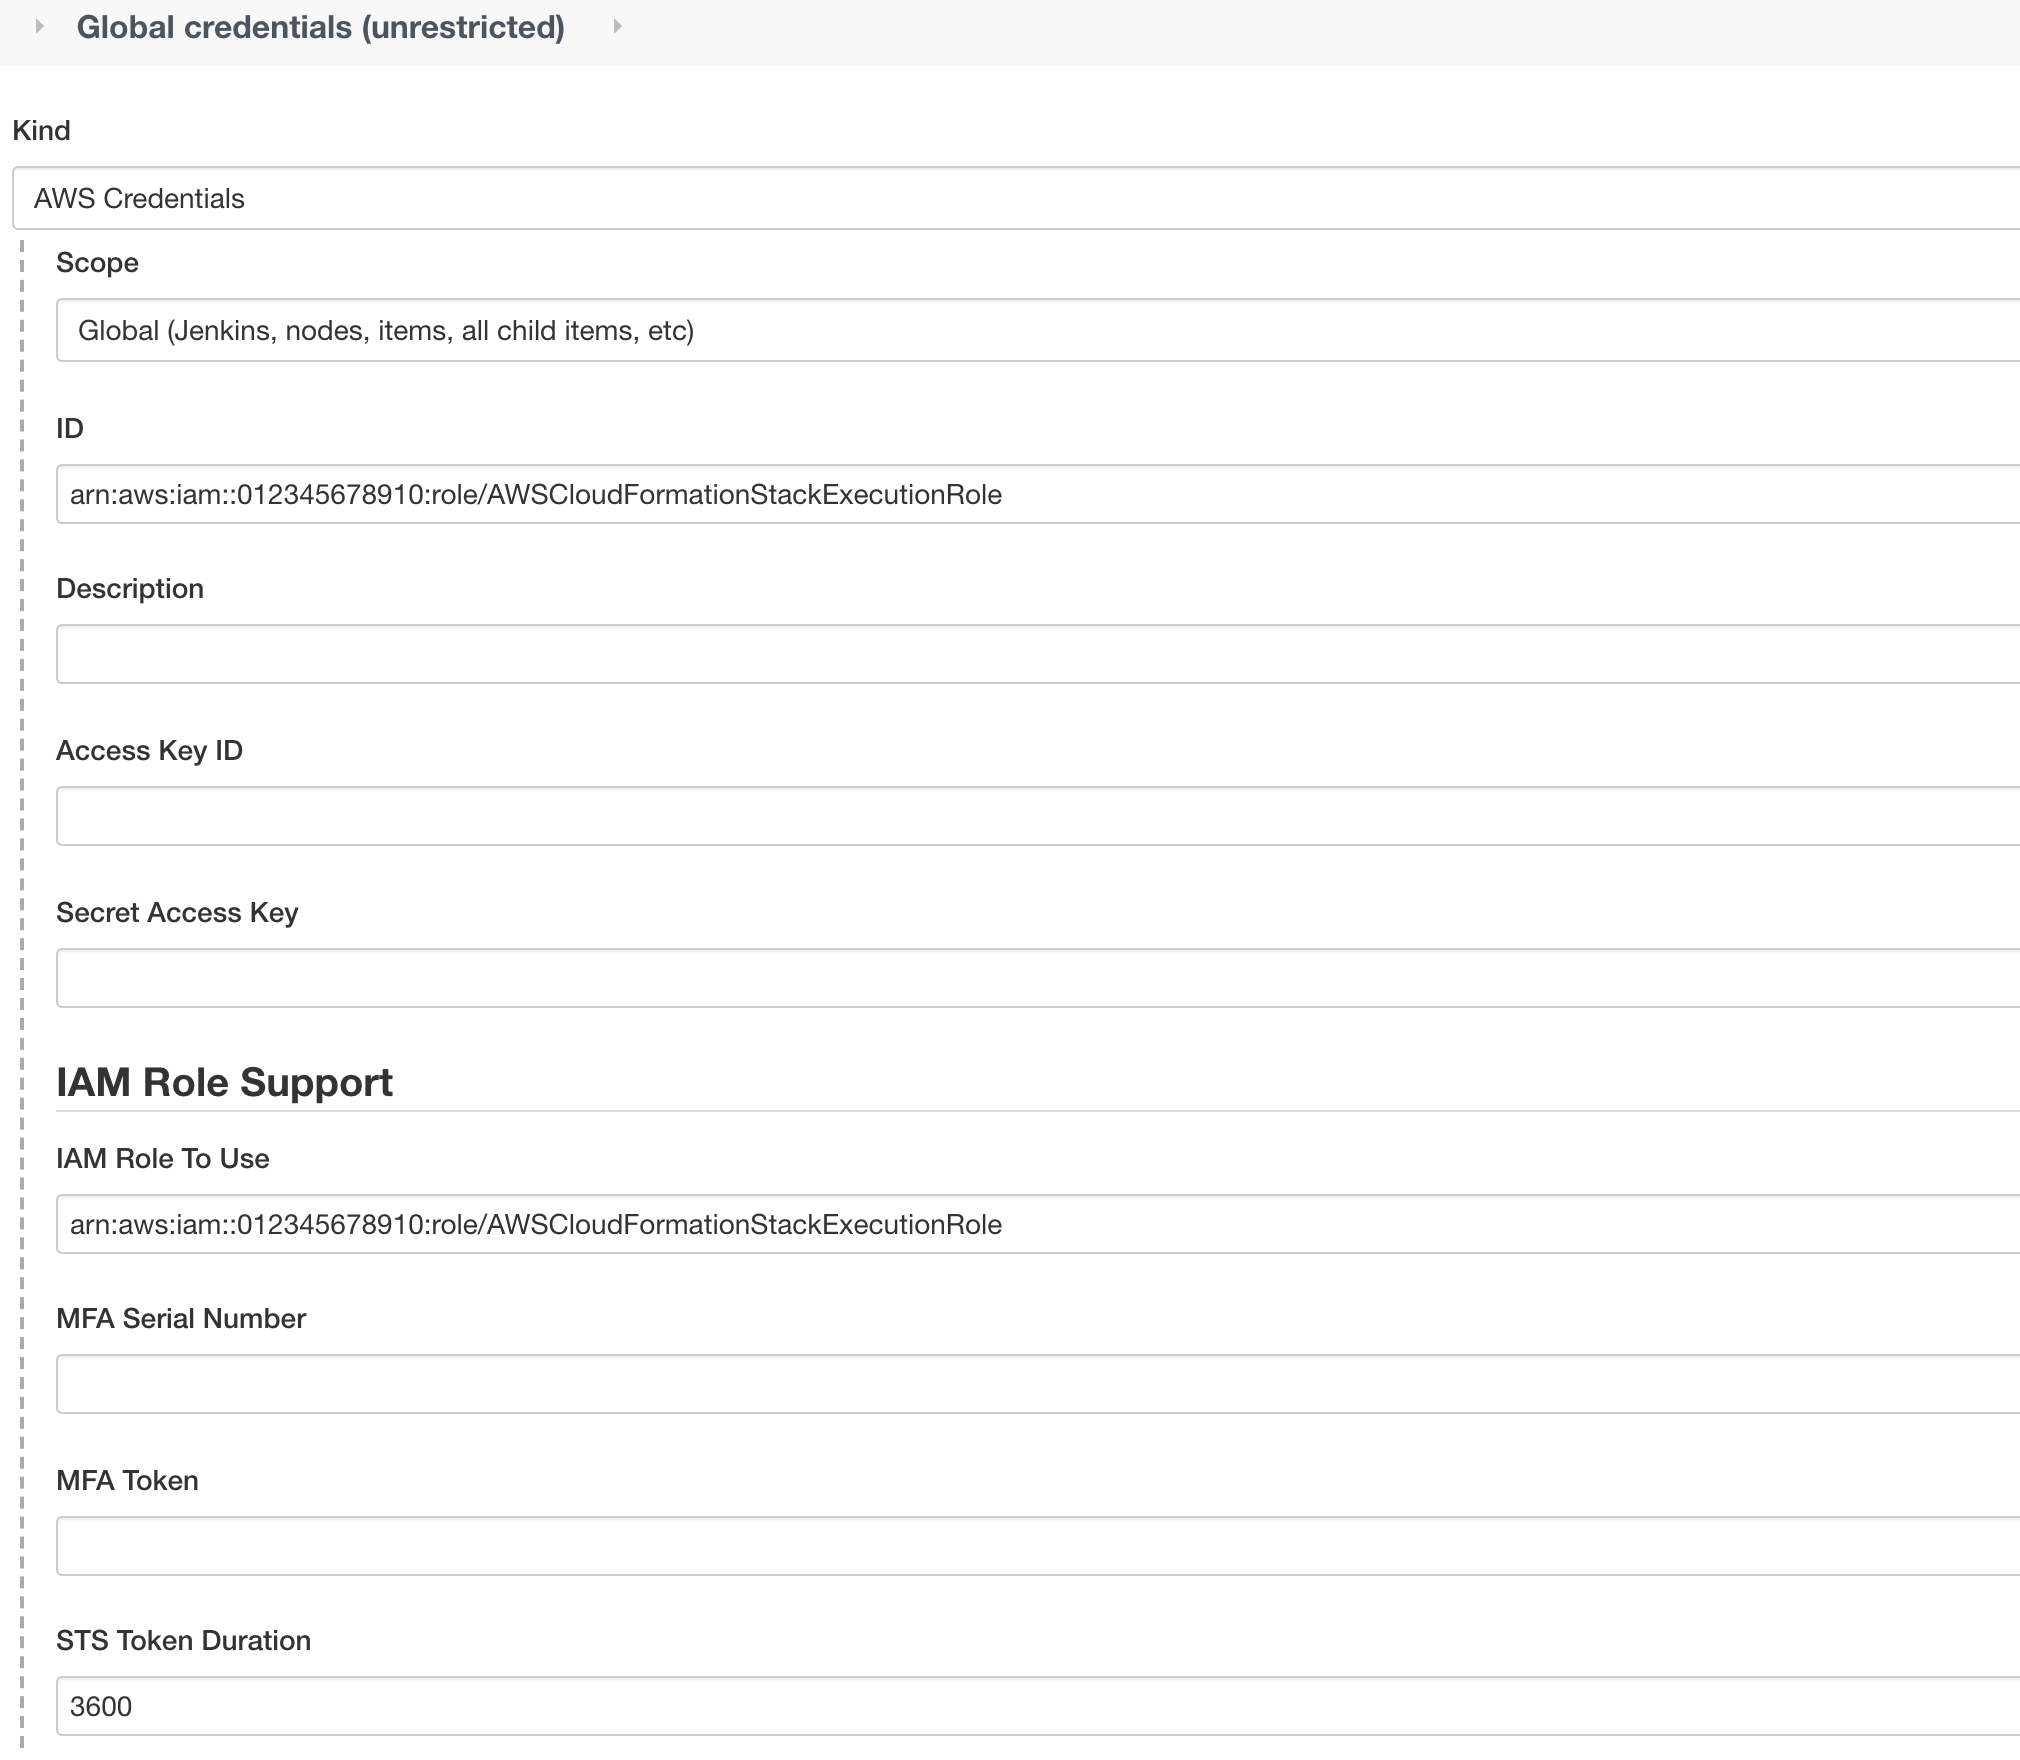 Global credentials (unrestricted)
Kind
AWS Credentials
Scope
Global (Jenkins, nodes, items, all child items, etc)
ID
arn:aws:iam::012345678910:role/AWSCloudFormationStackExecutionRole
Description
Access Key ID
Secret Access Key
IAM Role Support
IAM Role To Use
arn:aws:iam::012345678910:role/AWSCloudFormationStackExecutionRole
MFA Serial Number
MFA Token
STS Token Duration
3600